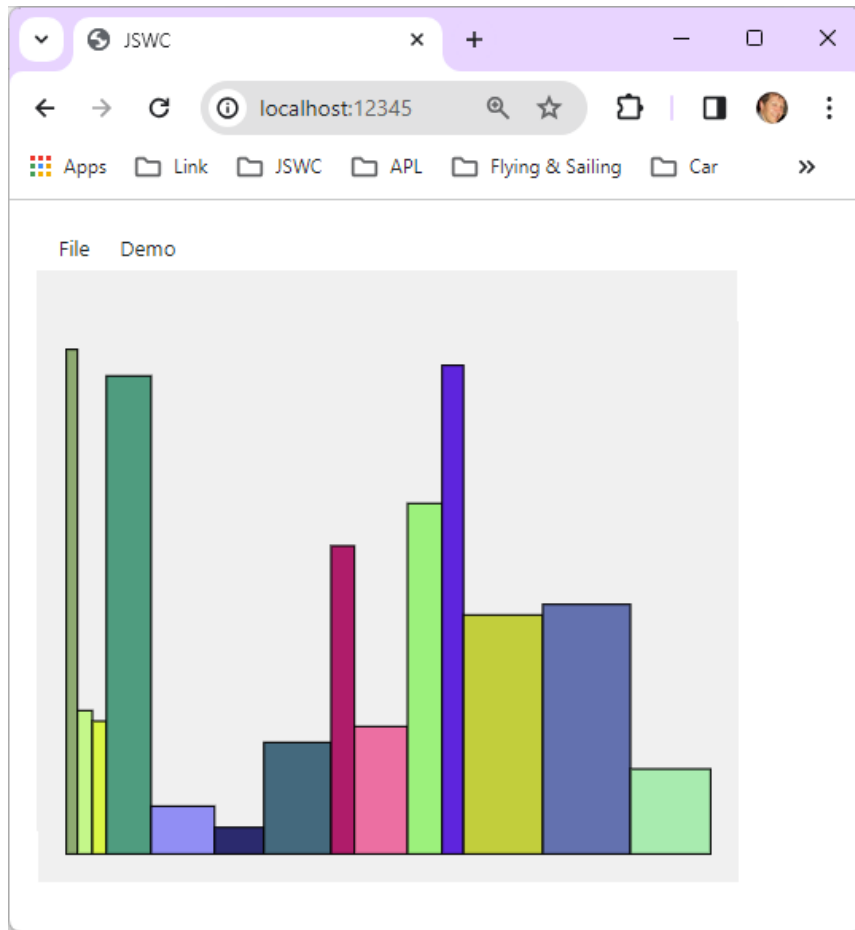 JSWC
localhost:12345
Apps Link JSWC APL Flying & Sailing Car
File Demo